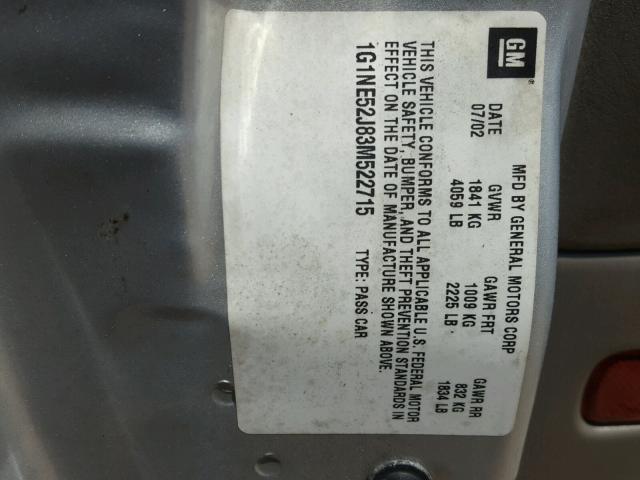 GM
MFD BY GENERAL MOTORS CORP
DATE GVWR GAWR FRT GAWR RR
07/02 1841 KG 1009 KG 832 KG
4059 LB 2225 LB 1834 LB
THIS VEHICLE CONFORMS TO ALL APPLICABLE U.S. FEDERAL MOTOR
VEHICLE SAFETY, BUMPER, AND THEFT PREVENTION STANDARDS IN
EFFECT ON THE DATE OF MANUFACTURE SHOWN ABOVE.
1G1NE52J83M522715 TYPE: PASS CAR